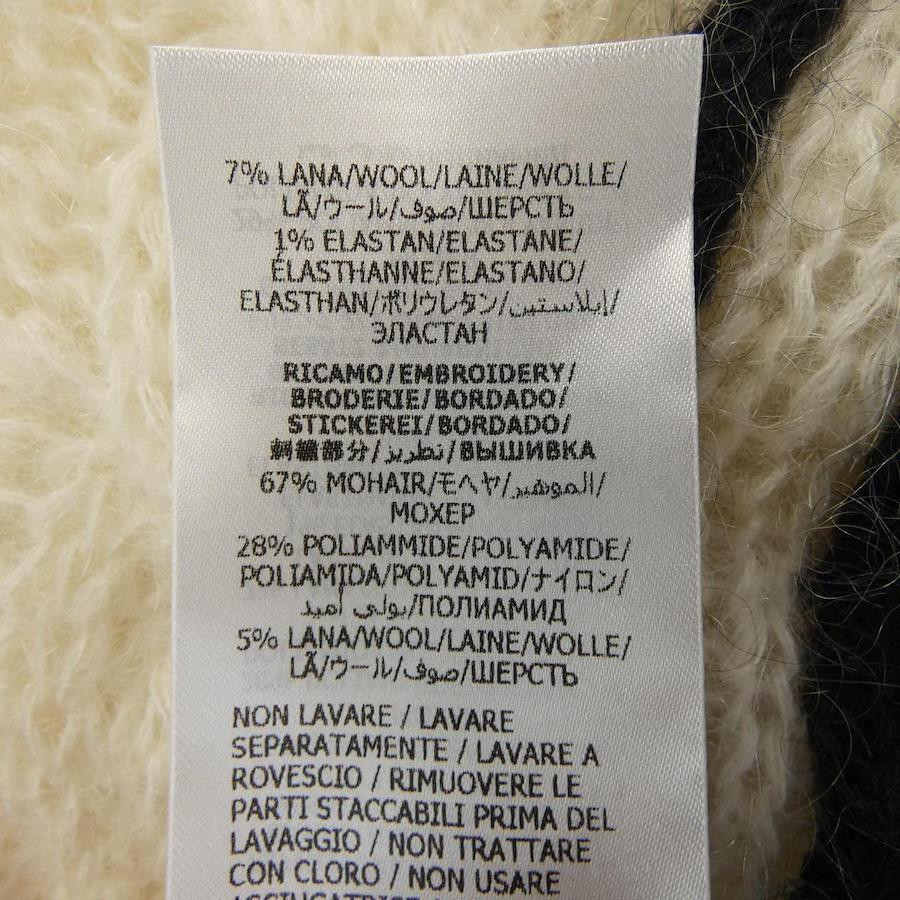 7% LANA/WOOL/LAINE/WOLLE/
LÃ/ウール/صوف/ШЕРСТЬ
1% ELASTAN/ELASTANE/
ÉLASTHANNE/ELASTANO/
ELASTHAN/ポリウレタン/إيلاستين/
ЭЛАСТАН
RICAMO/EMBROIDERY/
BRODERIE/BORDADO/
STICKEREI/BORDADO/
刺繍部分/تطريز/ВЫШИВКА
67% MOHAIR/モヘヤ/الموهير/
МОХЕР
28% POLIAMMIDE/POLYAMIDE/
POLIAMIDA/POLYAMID/ナイロン/
بولي أميد/ПОЛИАМИД
5% LANA/WOOL/LAINE/WOLLE/
LÃ/ウール/صوف/ШЕРСТЬ
NON LAVARE / LAVARE
SEPARATAMENTE / LAVARE A
ROVESCIO / RIMUOVERE LE
PARTI STACCABILI PRIMA DEL
LAVAGGIO / NON TRATTARE
CON CLORO / NON USARE